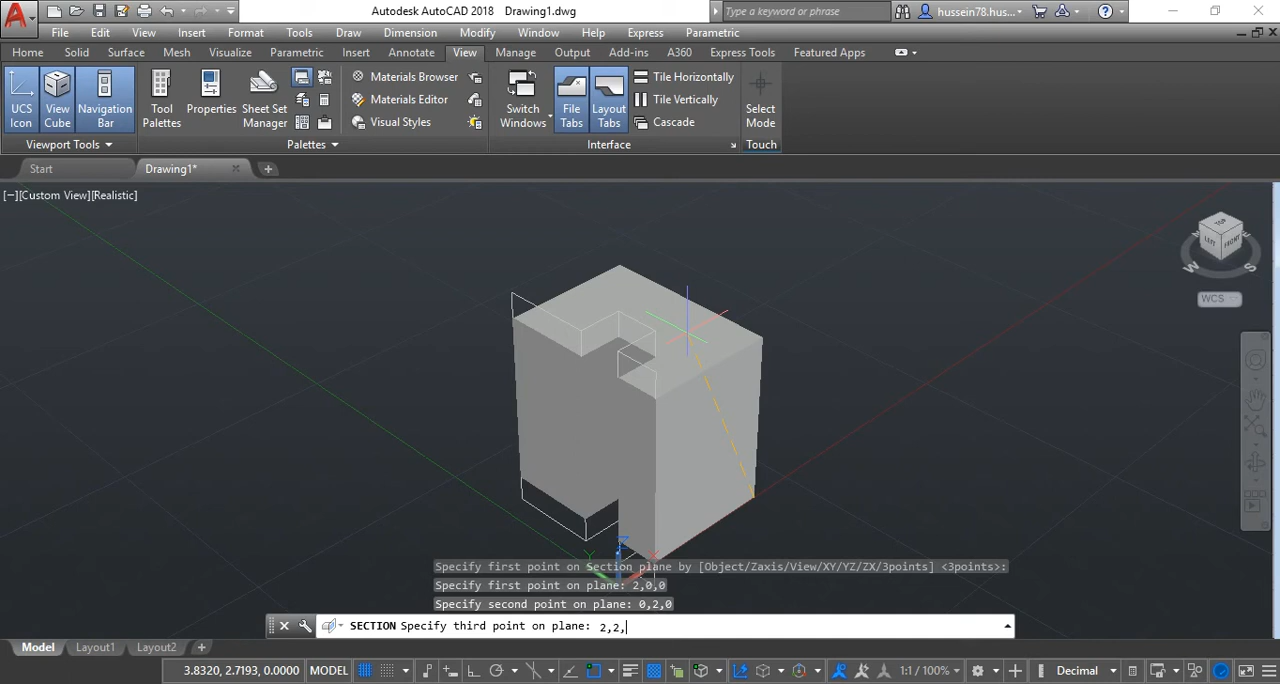 Autodesk AutoCAD 2018 Drawing1.dwg
Type a keyword or phrase
hussein78.hus...
File Edit View Insert Format Tools Draw Dimension Modify Window Help Express Parametric
Home Solid Surface Mesh Visualize Parametric Insert Annotate View Manage Output Add-ins A360 Express Tools Featured Apps
UCS Icon
View Cube
Navigation Bar
Tool Palettes
Properties
Sheet Set Manager
Materials Browser
Materials Editor
Visual Styles
Switch Windows
File Tabs
Layout Tabs
Tile Horizontally
Tile Vertically
Cascade
Select Mode
Viewport Tools Palettes Interface Touch
Start Drawing1*
[−][Custom View][Realistic]
TOP
LEFT FRONT
W S
WCS
Z
Y X
Specify first point on Section plane by [Object/Zaxis/View/XY/YZ/ZX/3points] <3points>:
Specify first point on plane: 2,0,0
Specify second point on plane: 0,2,0
SECTION Specify third point on plane: 2,2,
Model Layout1 Layout2
3.8320, 2.7193, 0.0000 MODEL 1:1 / 100% Decimal